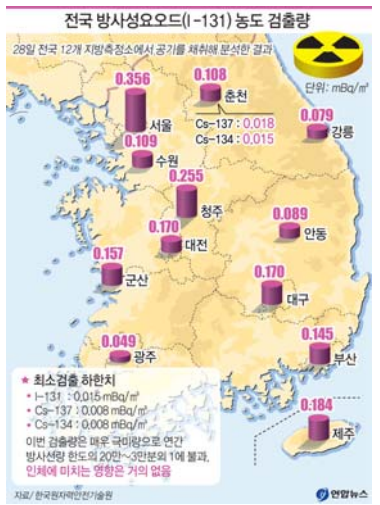 전국 방사성요오드(I-131) 농도 검출량
28일 전국 12개 지방측정소에서 공기를 채취해 분석한 결과
단위: mBq/㎥
0.356
서울
0.108
춘천
Cs-137: 0.018
Cs-134: 0.015
0.079
강릉
0.109
수원
0.255
청주
0.170
대전
0.089
안동
0.157
군산
0.170
대구
0.049
광주
0.145
부산
0.184
제주
★ 최소검출 하한치
• I-131 : 0.015 mBq/㎥
• Cs-137 : 0.008 mBq/㎥
• Cs-134 : 0.008 mBq/㎥
이번 검출량은 매우 극미량으로 연간
방사선량 한도의 20만~3만분의 1에 불과,
인체에 미치는 영향은 거의 없음
자료/ 한국원자력안전기술원
연합뉴스